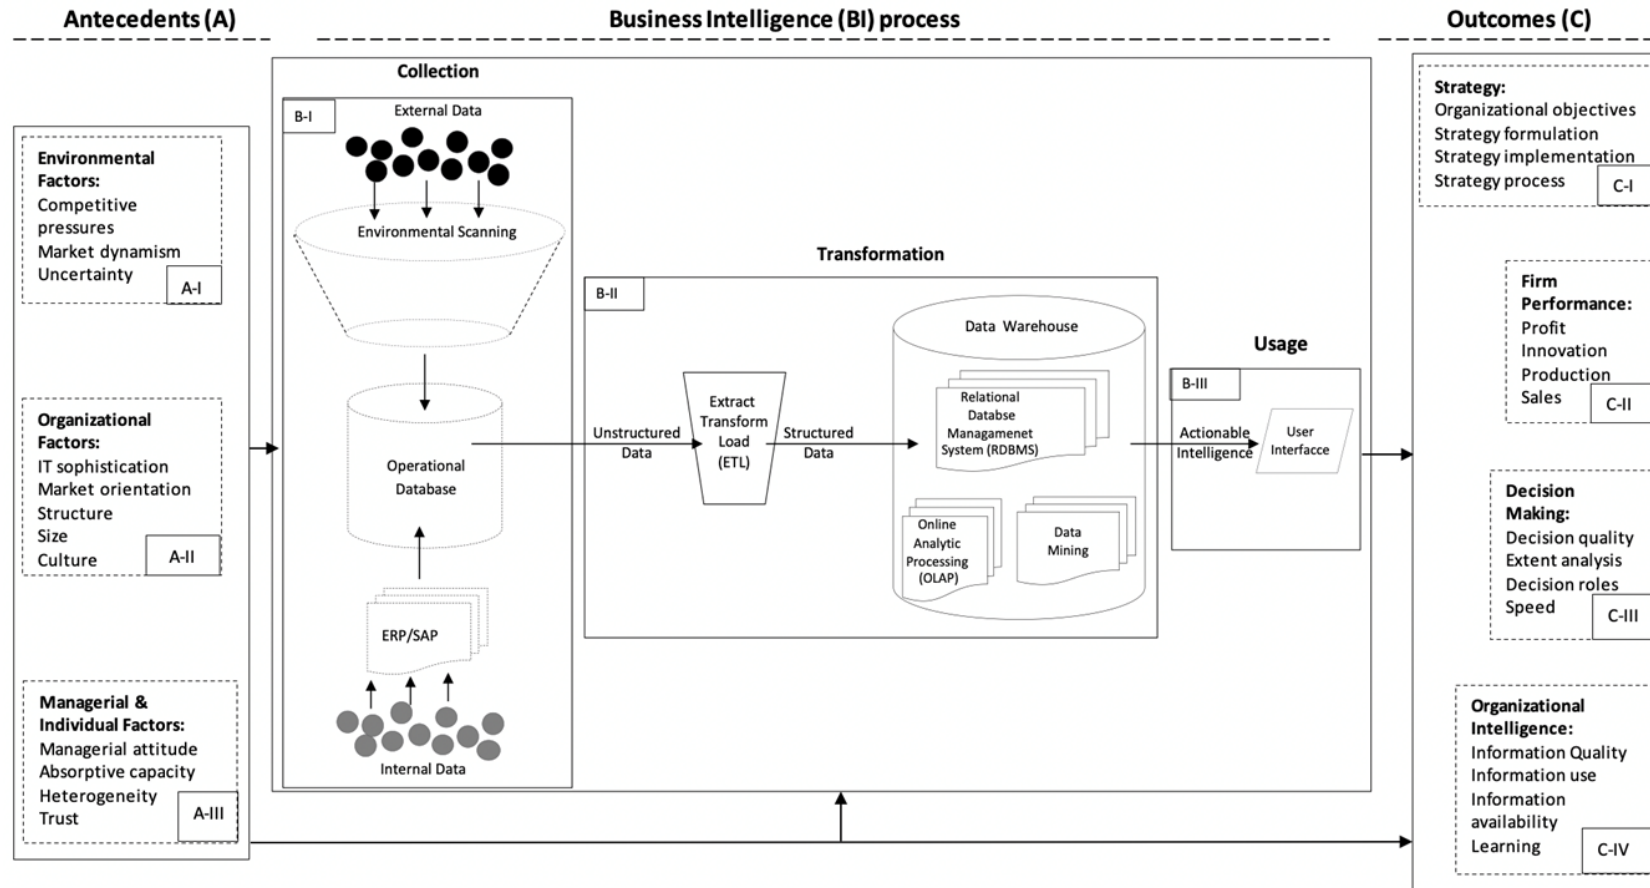 Antecedents (A)
Business Intelligence (BI) process
Outcomes (C)
Environmental
Factors:
Competitive
pressures
Market dynamism
Uncertainty
A-I
Organizational
Factors:
IT sophistication
Market orientation
Structure
Size
Culture
A-II
Managerial &
Individual Factors:
Managerial attitude
Absorptive capacity
Heterogeneity
Trust
A-III
Collection
B-I
External Data
Environmental Scanning
Operational
Database
ERP/SAP
Internal Data
Transformation
B-II
Unstructured
Data
Extract
Transform
Load
(ETL)
Structured
Data
Data Warehouse
Relational
Databse
Managamenet
System (RDBMS)
Online
Analytic
Processing
(OLAP)
Data
Mining
Usage
B-III
Actionable
Intelligence
User
Interfacce
Strategy:
Organizational objectives
Strategy formulation
Strategy implementation
Strategy process
C-I
Firm
Performance:
Profit
Innovation
Production
Sales
C-II
Decision
Making:
Decision quality
Extent analysis
Decision roles
Speed
C-III
Organizational
Intelligence:
Information Quality
Information use
Information
availability
Learning
C-IV